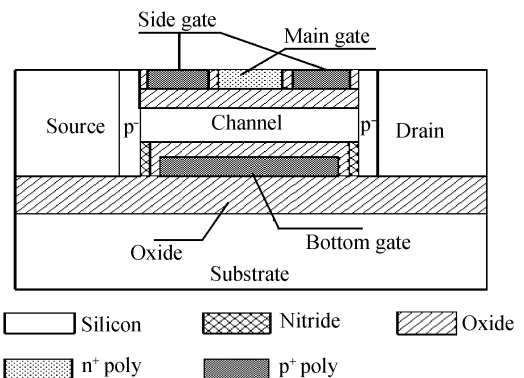 Side gate
Main gate
Source
p⁻
Channel
p⁻
Drain
Oxide
Bottom gate
Substrate
Silicon
Nitride
Oxide
n⁺ poly
p⁺ poly